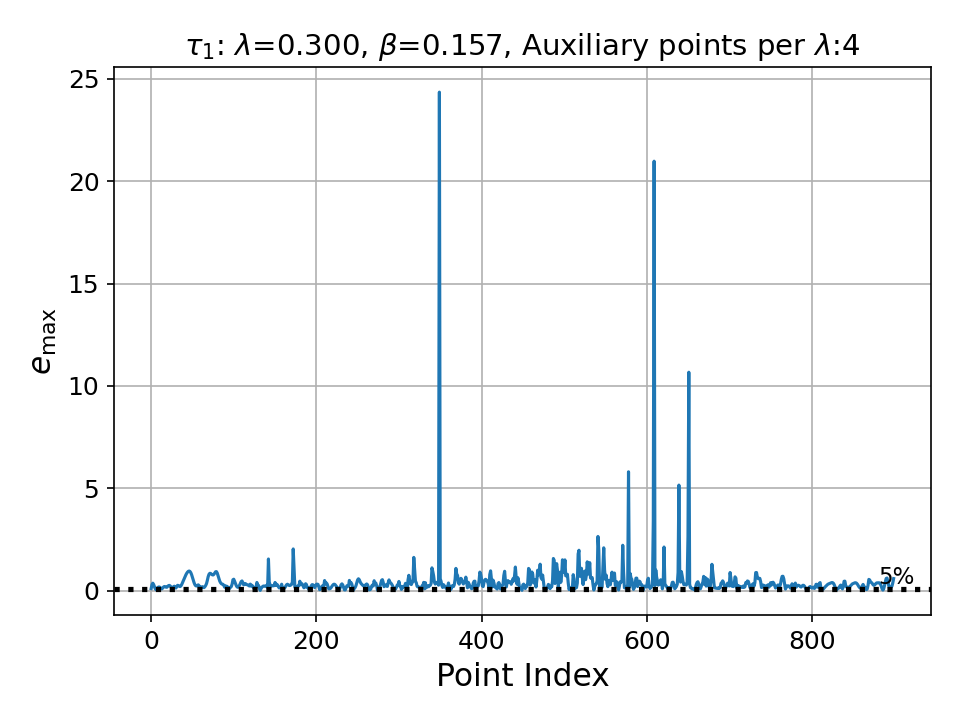 τ₁: λ=0.300, β=0.157, Auxiliary points per λ:4
25
20
15
10
5
0
5%
0 200 400 600 800
e_max
Point Index